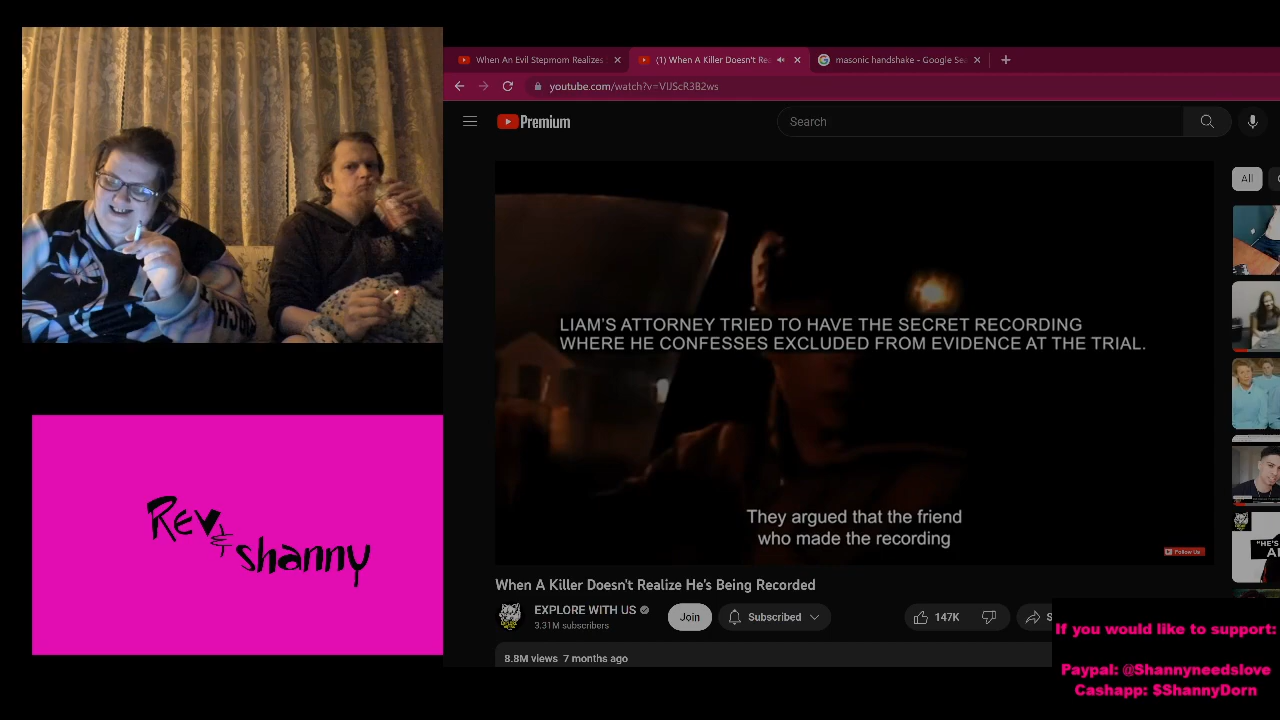 When An Evil Stepmom Realizes
(1) When A Killer Doesn't Re
masonic handshake - Google Se
youtube.com/watch?v=VIJScR3B2ws
Premium
Search
All
LIAM'S ATTORNEY TRIED TO HAVE THE SECRET RECORDING
WHERE HE CONFESSES EXCLUDED FROM EVIDENCE AT THE TRIAL.
They argued that the friend
who made the recording
Follow Us
When A Killer Doesn't Realize He's Being Recorded
EXPLORE WITH US
3.31M subscribers
Join
Subscribed
147K
S
8.8M views 7 months ago
Rev
&
Shanny
If you would like to support:
Paypal: @Shannyneedslove
Cashapp: $ShannyDorn